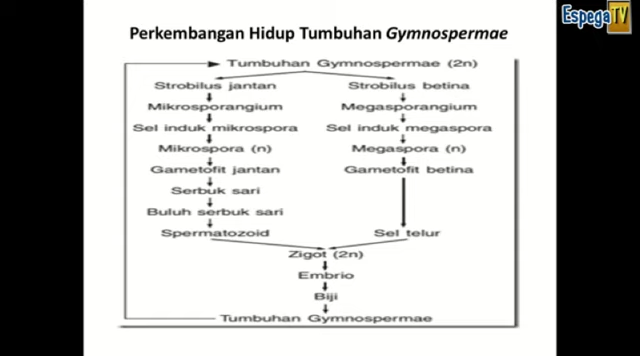 EspegaTV
Perkembangan Hidup Tumbuhan Gymnospermae
Tumbuhan Gymnospermae (2n)
Strobilus jantan
Mikrosporangium
Sel induk mikrospora
Mikrospora (n)
Gametofit jantan
Serbuk sari
Buluh serbuk sari
Spermatozoid
Strobilus betina
Megasporangium
Sel induk megaspora
Megaspora (n)
Gametofit betina
Sel telur
Zigot (2n)
Embrio
Biji
Tumbuhan Gymnospermae